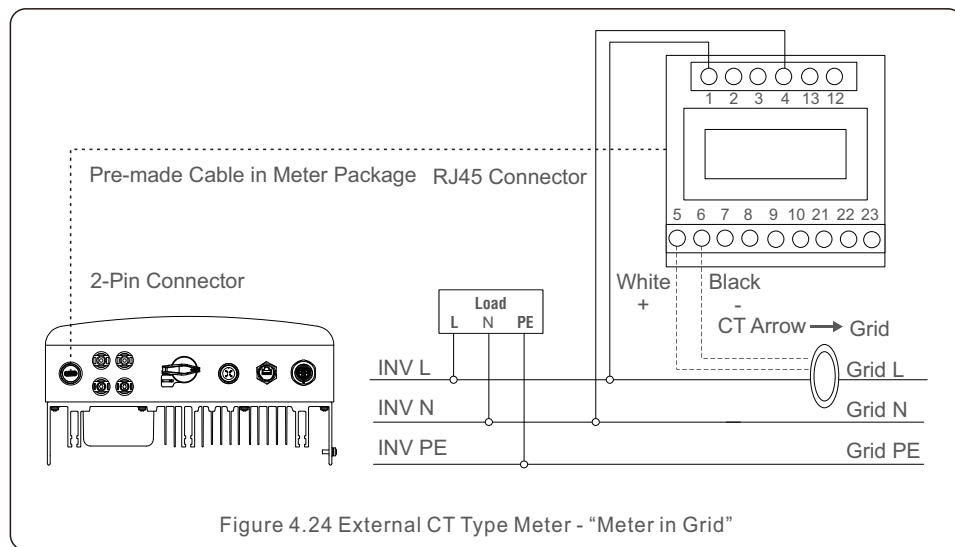 1 2 3 4 13 12
Pre-made Cable in Meter Package RJ45 Connector
5 6 7 8 9 10 21 22 23
2-Pin Connector
White Black
+ -
CT Arrow → Grid
Load
L N PE
INV L Grid L
INV N Grid N
INV PE Grid PE
Figure 4.24 External CT Type Meter - “Meter in Grid”